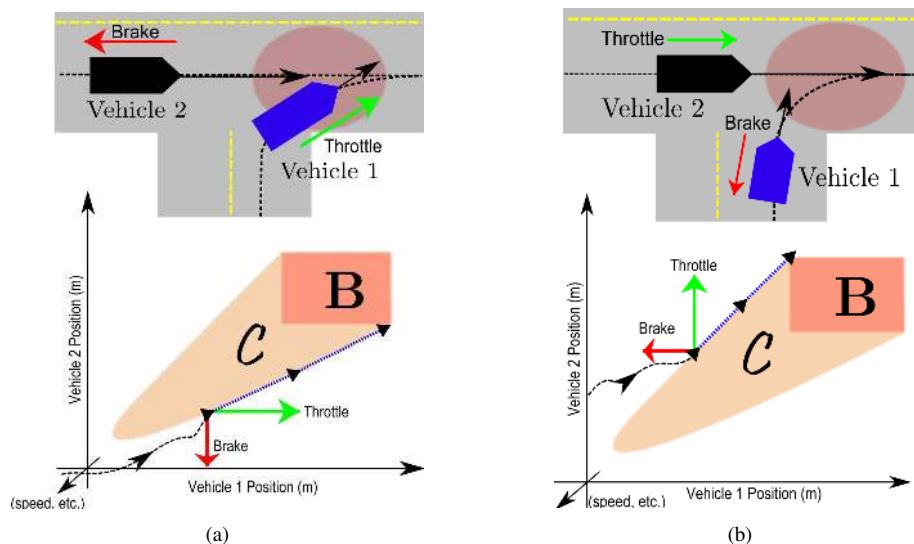 Brake
Vehicle 2
Throttle
Vehicle 1
Vehicle 2 Position (m)
B
C
Throttle
Brake
Vehicle 1 Position (m)
(speed, etc.)
(a)
Throttle
Vehicle 2
Brake
Vehicle 1
Vehicle 2 Position (m)
Throttle
B
Brake
C
Vehicle 1 Position (m)
(speed, etc.)
(b)